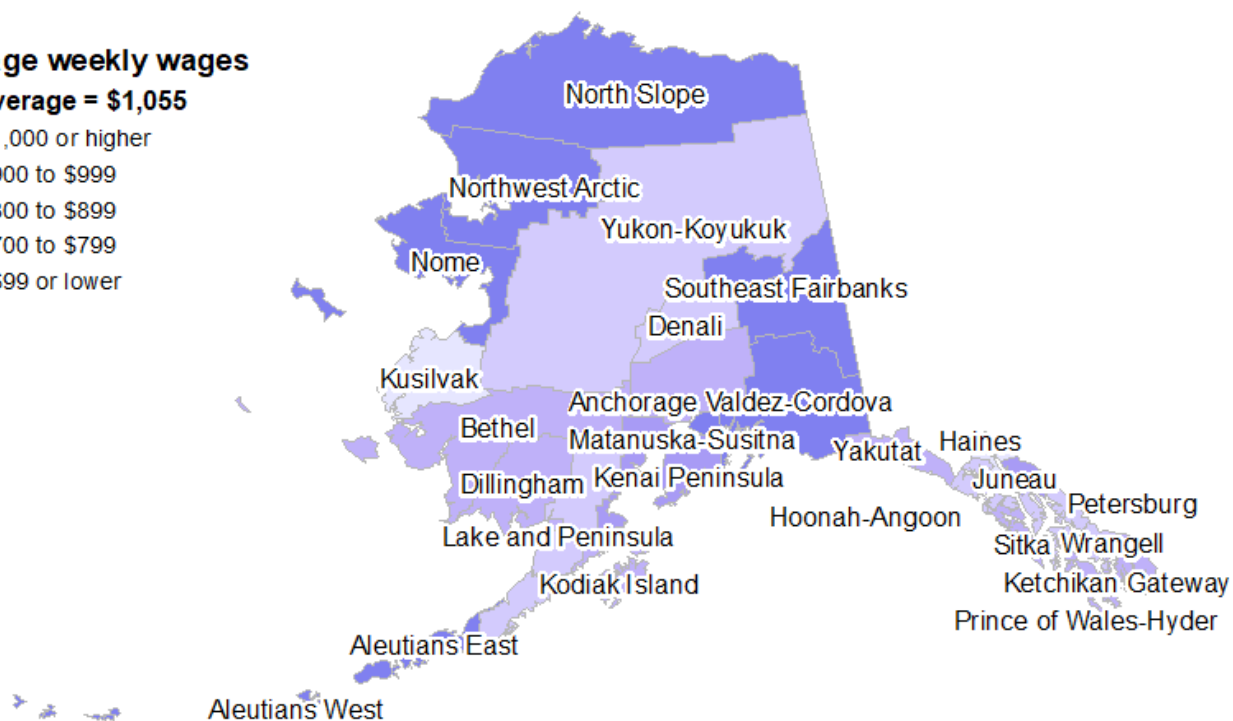 ge weekly wages
verage = $1,055
,000 or higher
00 to $999
00 to $899
00 to $799
99 or lower
North Slope
Northwest Arctic
Yukon-Koyukuk
Nome
Southeast Fairbanks
Denali
Kusilvak
Anchorage Valdez-Cordova
Bethel
Matanuska-Susitna
Yakutat
Haines
Dillingham
Kenai Peninsula
Juneau
Petersburg
Hoonah-Angoon
Lake and Peninsula
Sitka
Wrangell
Kodiak Island
Ketchikan Gateway
Prince of Wales-Hyder
Aleutians East
Aleutians West